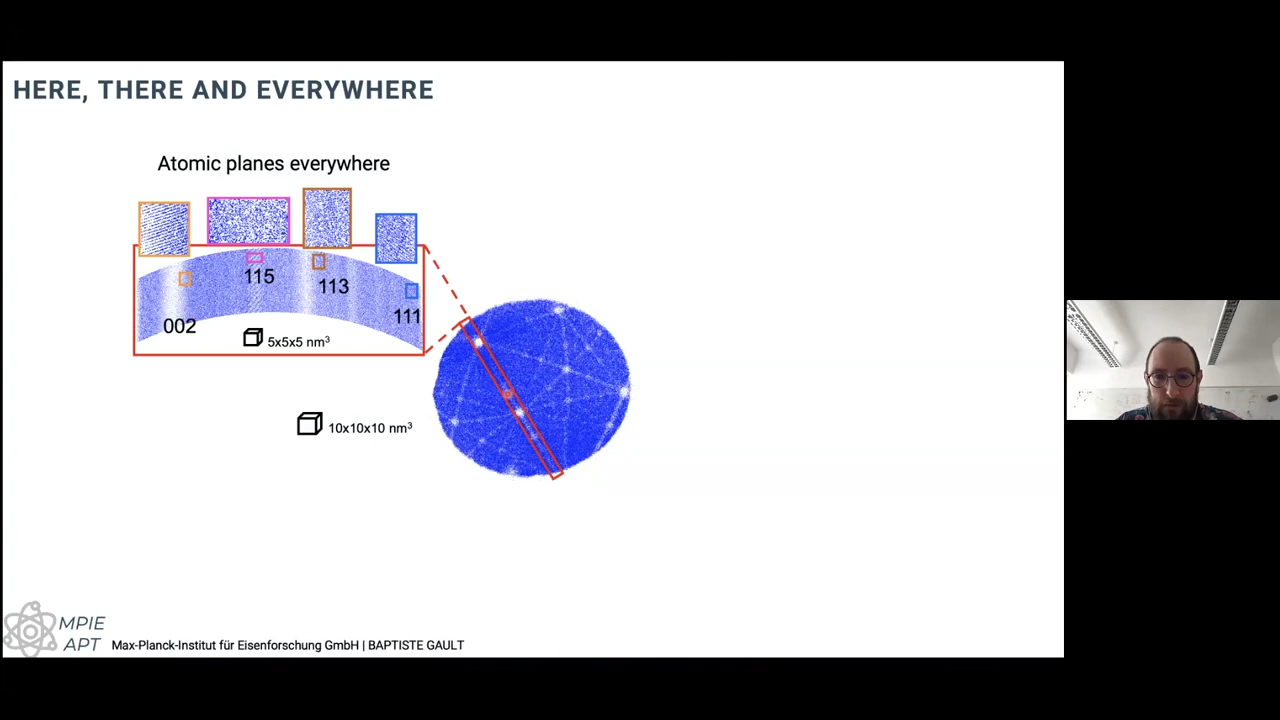 HERE, THERE AND EVERYWHERE
Atomic planes everywhere
115
113
111
002
5x5x5 nm³
10x10x10 nm³
MPIE
APT
Max-Planck-Institut für Eisenforschung GmbH | BAPTISTE GAULT